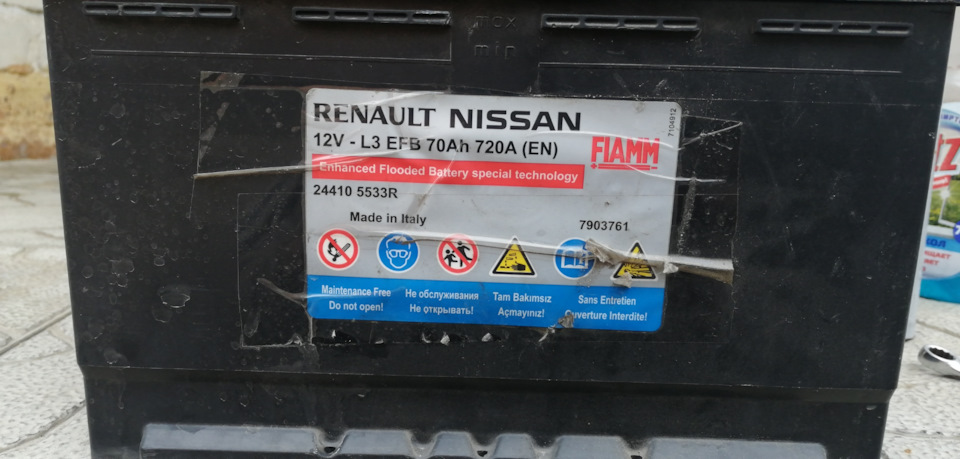 max
min
RENAULT NISSAN
12V - L3 EFB 70Ah 720A (EN)
FIAMM
7104912
Enhanced Flooded Battery special technology
24410 5533R
Made in Italy
7903761
Maintenance Free
Do not open!
Не обслуживания
Не открывать!
Tam Bakımsız
Açmayınız!
Sans Entretien
Ouverture Interdite!